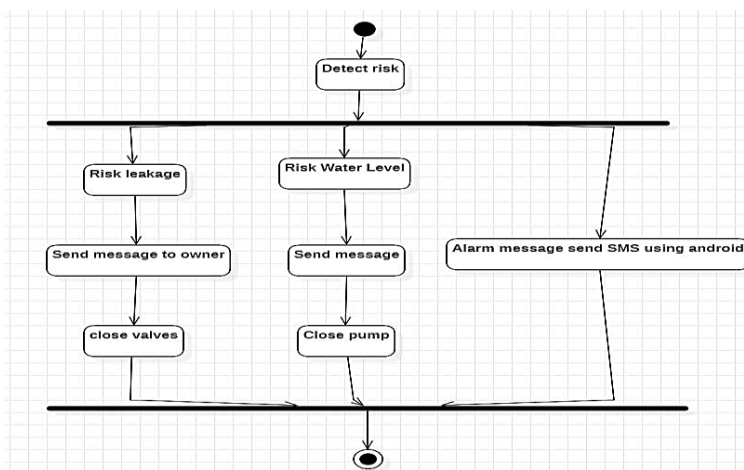 Detect risk
Risk leakage
Risk Water Level
Send message to owner
Send message
Alarm message send SMS using android
close valves
Close pump